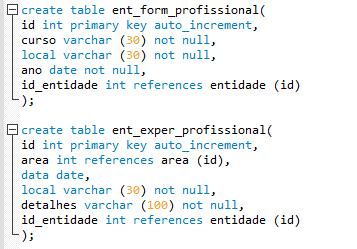 create table ent_form_profissional(
id int primary key auto_increment,
curso varchar (30) not null,
local varchar (30) not null,
ano date not null,
id_entidade int references entidade (id)
);
create table ent_exper_profissional(
id int primary key auto_increment,
area int references area (id),
data date,
local varchar (30) not null,
detalhes varchar (100) not null,
id_entidade int references entidade (id)
);